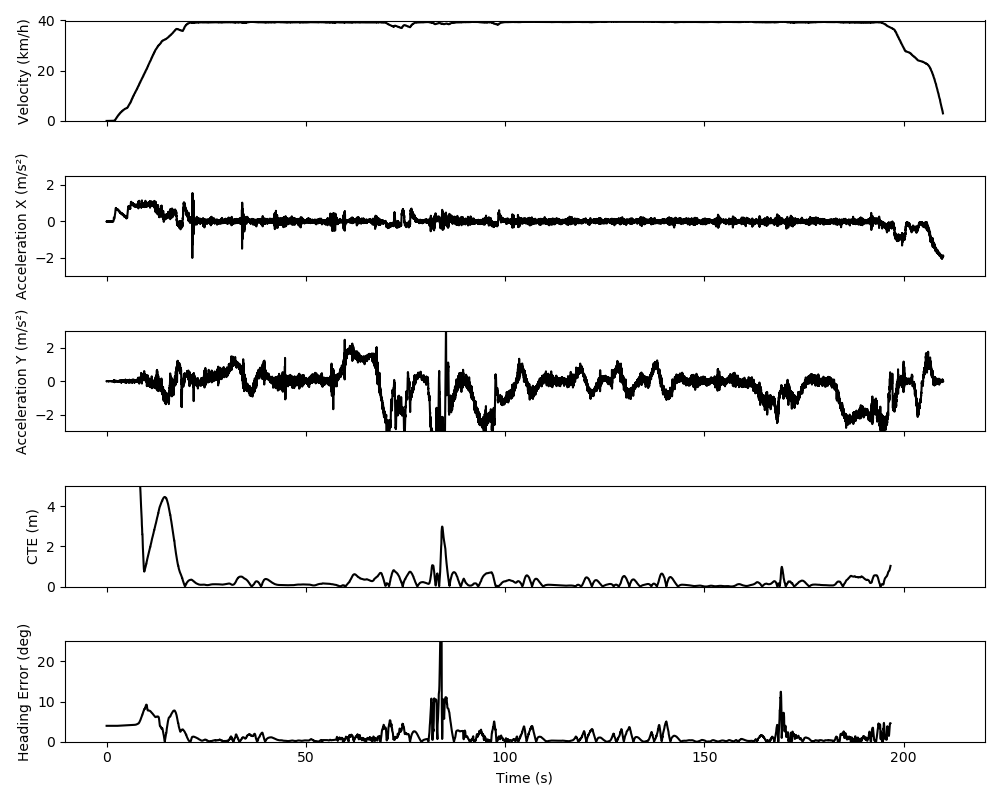 Velocity (km/h)
40
20
0
Acceleration X (m/s²)
2
0
−2
Acceleration Y (m/s²)
2
0
−2
CTE (m)
4
2
0
Heading Error (deg)
20
10
0
0 50 100 150 200
Time (s)